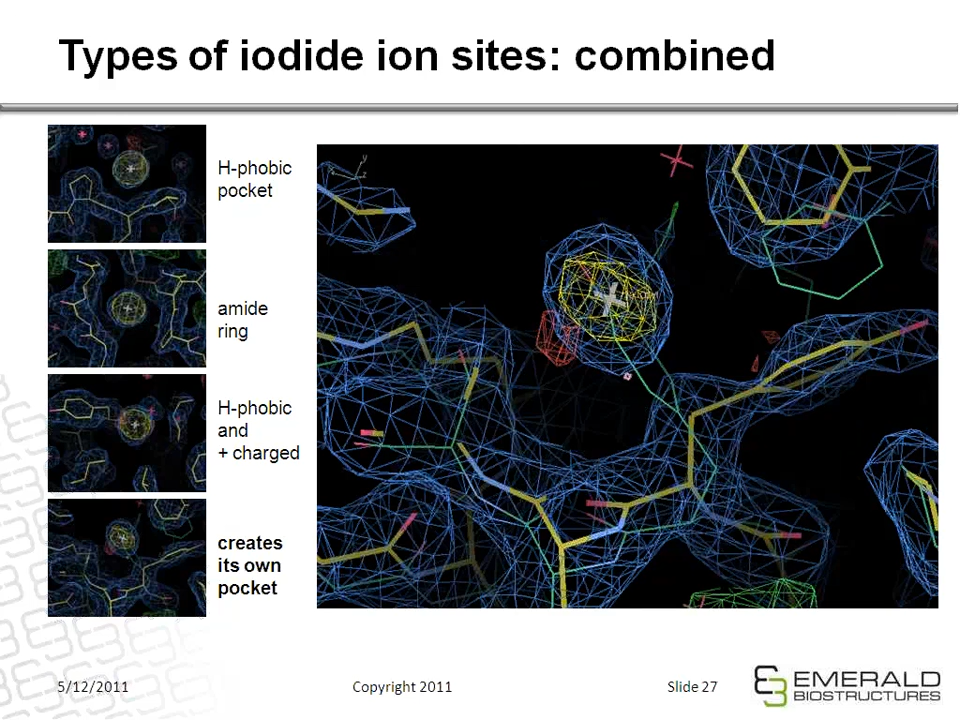 Types of iodide ion sites: combined
H-phobic
pocket
amide
ring
H-phobic
and
+ charged
creates
its own
pocket
5/12/2011
Copyright 2011
Slide 27
EMERALD
BIOSTRUCTURES